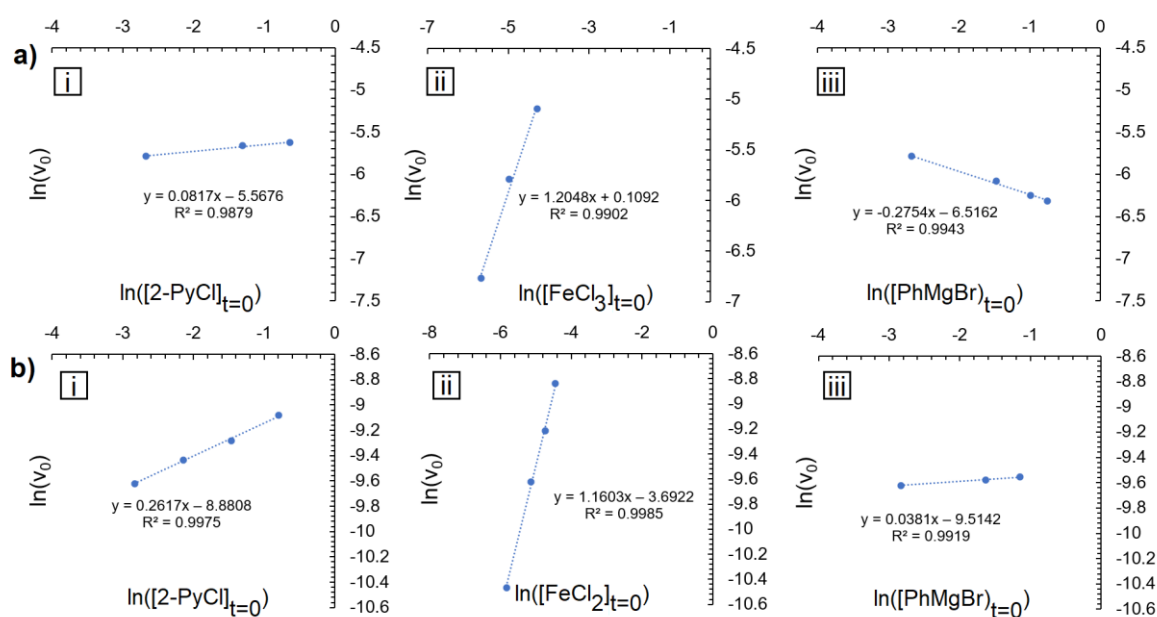 -4 -3 -2 -1 0
-7 -5 -3 -1
-4 -3 -2 -1 0
a)
i
ln(v₀)
y = 0.0817x – 5.5676
R² = 0.9879
ln([2-PyCl]t=0)
-4.5
-5
-5.5
-6
-6.5
-7
-7.5
ii
ln(v₀)
y = 1.2048x + 0.1092
R² = 0.9902
ln([FeCl₃]t=0)
-4.5
-5
-5.5
-6
-6.5
-7
iii
ln(v₀)
y = -0.2754x – 6.5162
R² = 0.9943
ln([PhMgBr)t=0)
-4.5
-5
-5.5
-6
-6.5
-7
-7.5
-4 -3 -2 -1 0
-8 -6 -4 -2 0
-4 -3 -2 -1 0
b)
i
ln(v₀)
y = 0.2617x – 8.8808
R² = 0.9975
ln([2-PyCl]t=0)
-8.6
-8.8
-9
-9.2
-9.4
-9.6
-9.8
-10
-10.2
-10.4
-10.6
ii
ln(v₀)
y = 1.1603x – 3.6922
R² = 0.9985
ln([FeCl₂]t=0)
-8.6
-8.8
-9
-9.2
-9.4
-9.6
-9.8
-10
-10.2
-10.4
-10.6
iii
ln(v₀)
y = 0.0381x – 9.5142
R² = 0.9919
ln([PhMgBr)t=0)
-8.6
-8.8
-9
-9.2
-9.4
-9.6
-9.8
-10
-10.2
-10.4
-10.6